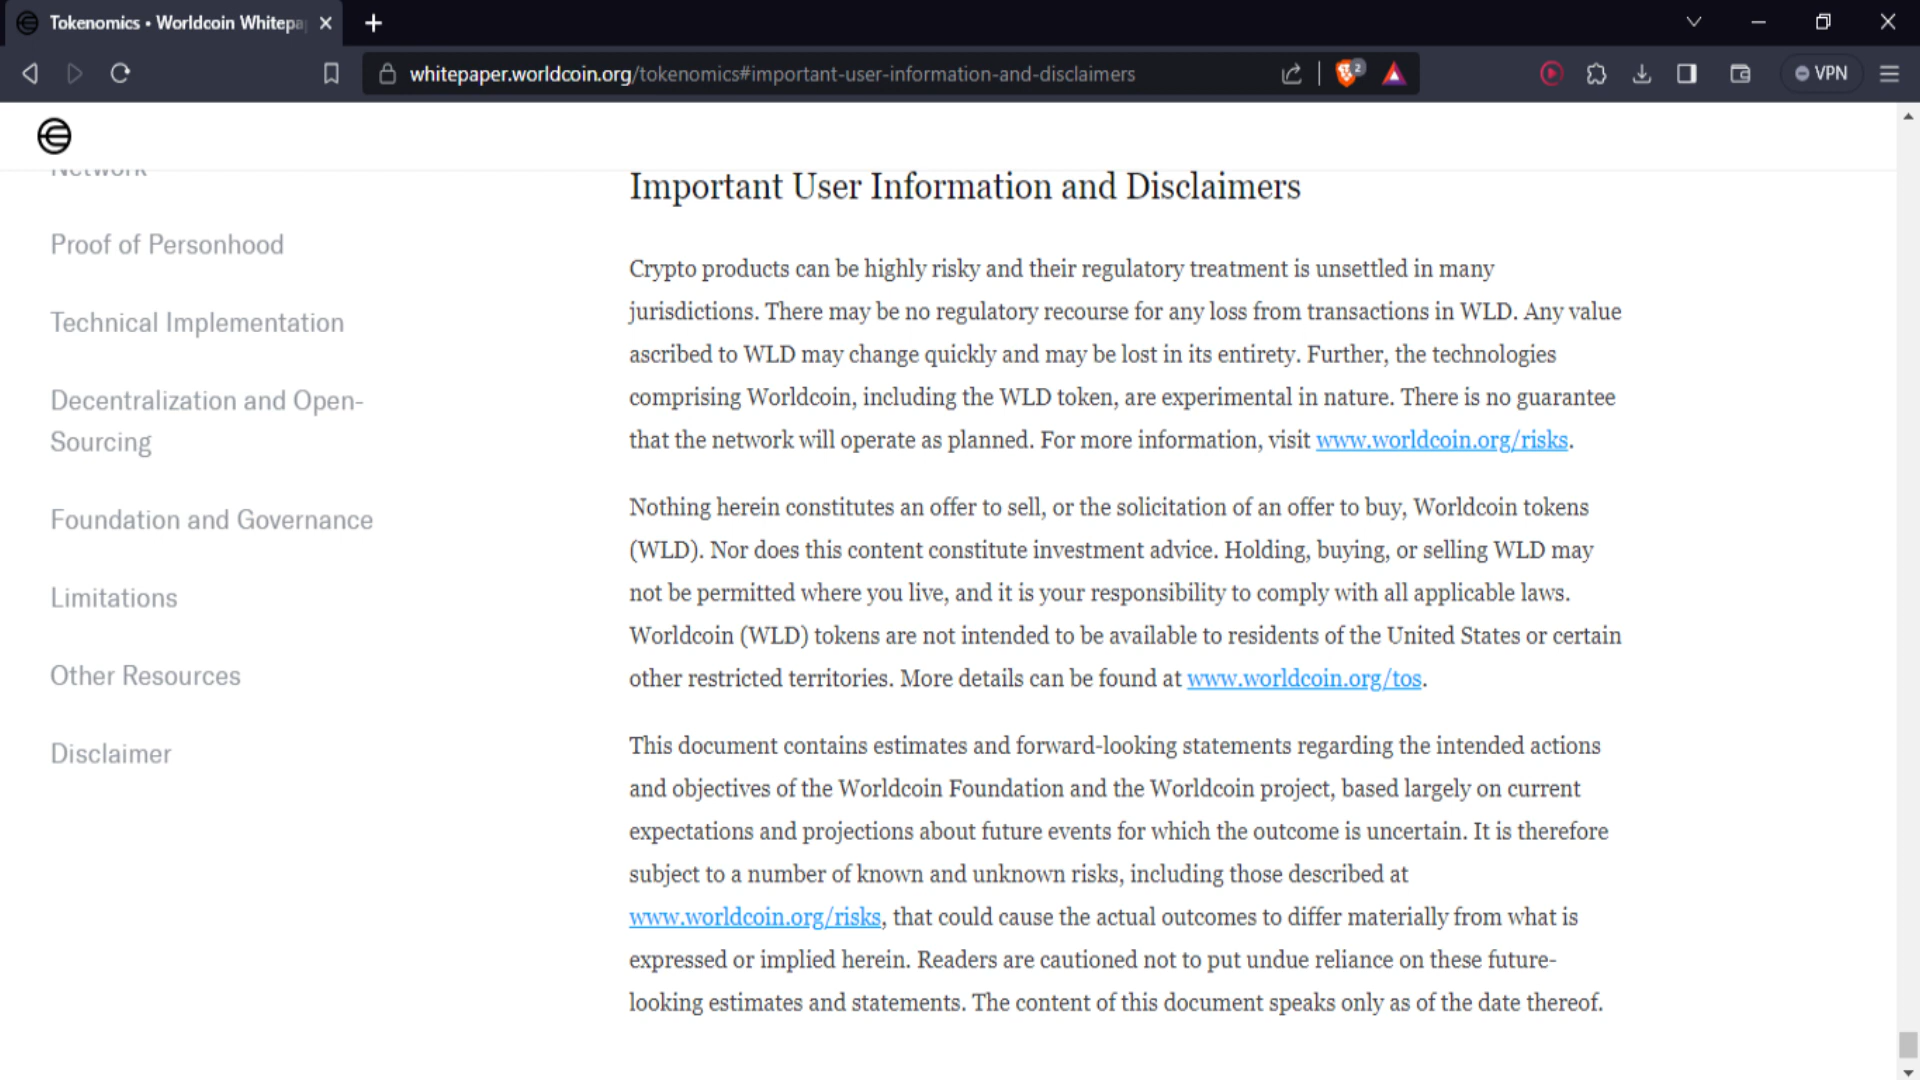 Tokenomics • Worldcoin Whitepa
whitepaper.worldcoin.org/tokenomics#important-user-information-and-disclaimers
2
VPN
Network
Proof of Personhood
Technical Implementation
Decentralization and Open-
Sourcing
Foundation and Governance
Limitations
Other Resources
Disclaimer
Important User Information and Disclaimers
Crypto products can be highly risky and their regulatory treatment is unsettled in many
jurisdictions. There may be no regulatory recourse for any loss from transactions in WLD. Any value
ascribed to WLD may change quickly and may be lost in its entirety. Further, the technologies
comprising Worldcoin, including the WLD token, are experimental in nature. There is no guarantee
that the network will operate as planned. For more information, visit www.worldcoin.org/risks.
Nothing herein constitutes an offer to sell, or the solicitation of an offer to buy, Worldcoin tokens
(WLD). Nor does this content constitute investment advice. Holding, buying, or selling WLD may
not be permitted where you live, and it is your responsibility to comply with all applicable laws.
Worldcoin (WLD) tokens are not intended to be available to residents of the United States or certain
other restricted territories. More details can be found at www.worldcoin.org/tos.
This document contains estimates and forward-looking statements regarding the intended actions
and objectives of the Worldcoin Foundation and the Worldcoin project, based largely on current
expectations and projections about future events for which the outcome is uncertain. It is therefore
subject to a number of known and unknown risks, including those described at
www.worldcoin.org/risks, that could cause the actual outcomes to differ materially from what is
expressed or implied herein. Readers are cautioned not to put undue reliance on these future-
looking estimates and statements. The content of this document speaks only as of the date thereof.